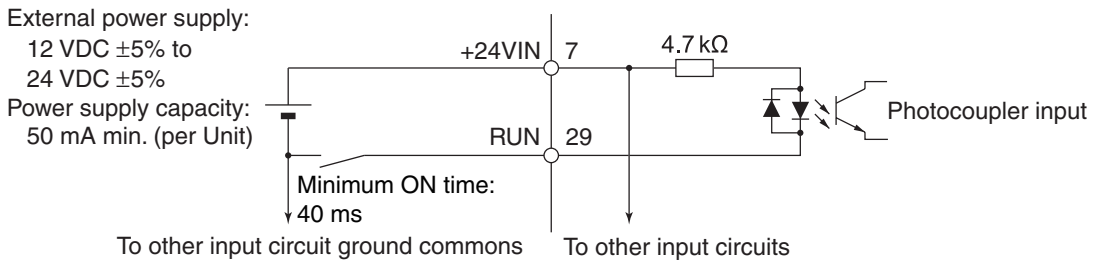 External power supply:
12 VDC ±5% to
24 VDC ±5%
Power supply capacity:
50 mA min. (per Unit)
+24VIN 7
4.7 kΩ
Photocoupler input
RUN 29
Minimum ON time:
40 ms
To other input circuit ground commons
To other input circuits